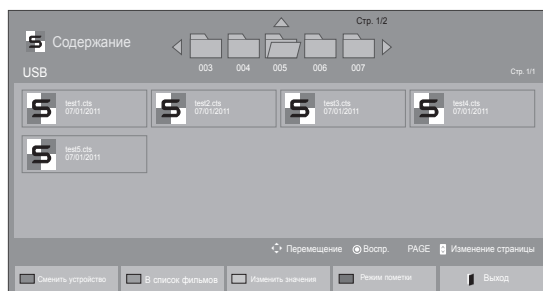 Стр. 1/2
Содержание
003 004 005 006 007
USB Стр. 1/1
test1.cts
07/01/2011
test2.cts
07/01/2011
test3.cts
07/01/2011
test4.cts
07/01/2011
test5.cts
07/01/2011
Перемещение Воспр. PAGE Изменение страницы
Сменить устройство В список фильмов Изменить значения Режим пометки Выход